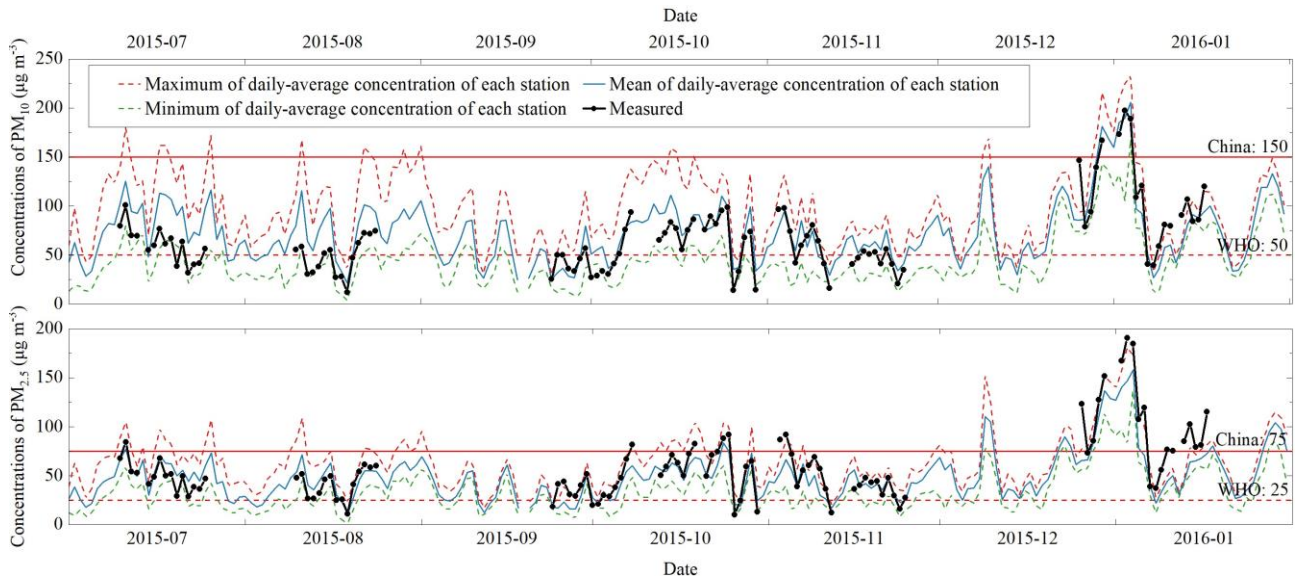 Date
2015-07 2015-08 2015-09 2015-10 2015-11 2015-12 2016-01
Concentrations of PM10 (μg m-3)
250
200
150
100
50
0
Maximum of daily-average concentration of each station Mean of daily-average concentration of each station
Minimum of daily-average concentration of each station Measured
China: 150
WHO: 50
Concentrations of PM2.5 (μg m-3)
200
150
100
50
0
China: 75
WHO: 25
2015-07 2015-08 2015-09 2015-10 2015-11 2015-12 2016-01
Date